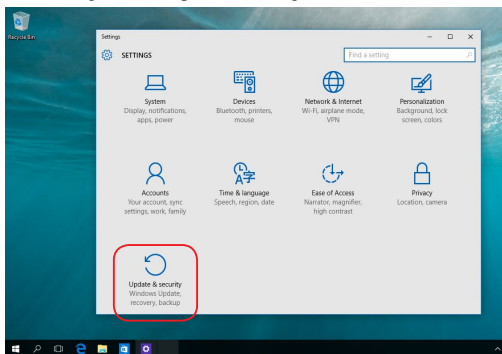 Recycle Bin
Settings
SETTINGS
Find a setting
System
Display, notifications,
apps, power
Devices
Bluetooth, printers,
mouse
Network & Internet
Wi-Fi, airplane mode,
VPN
Personalization
Background, lock
screen, colors
Accounts
Your account, sync
settings, work, family
Time & language
Speech, region, date
Ease of Access
Narrator, magnifier,
high contrast
Privacy
Location, camera
Update & security
Windows Update,
recovery, backup